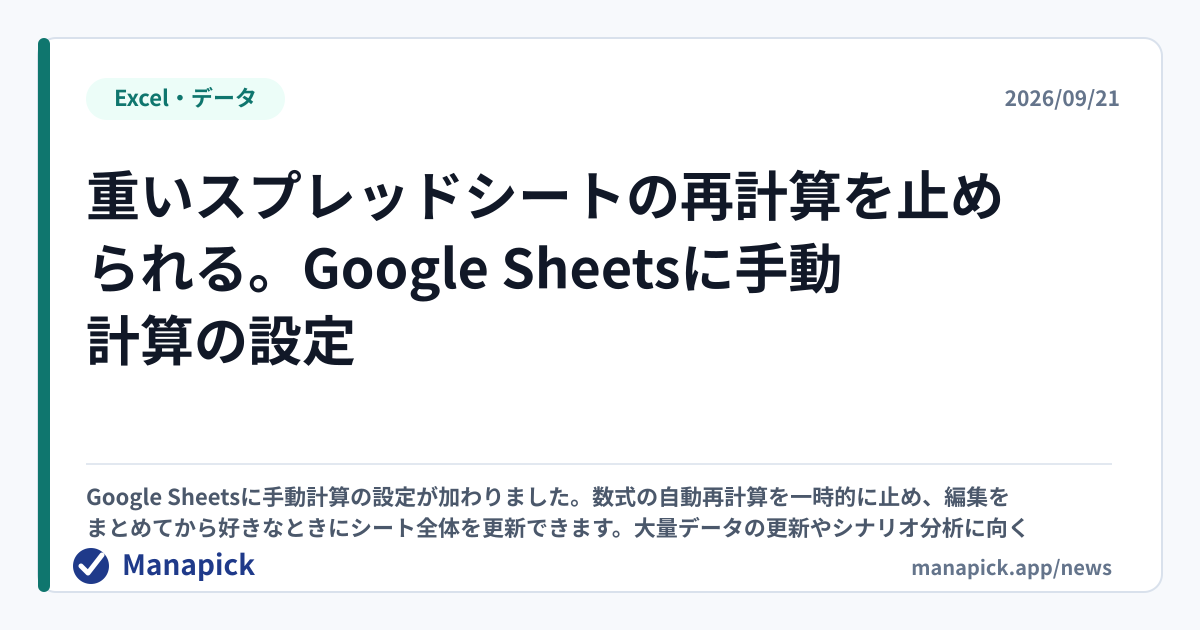 Excel・データ
2026/09/21
重いスプレッドシートの再計算を止め
られる。Google Sheetsに手動
計算の設定
Google Sheetsに手動計算の設定が加わりました。数式の自動再計算を一時的に止め、編集を
まとめてから好きなときにシート全体を更新できます。大量データの更新やシナリオ分析に向く
Manapick
manapick.app/news